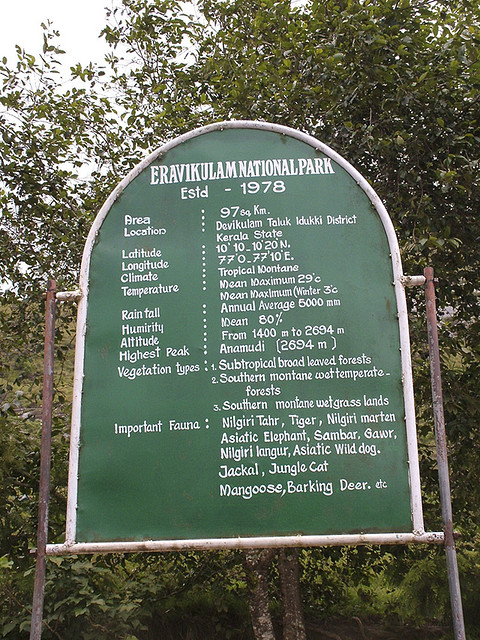 ERAVIKULAM NATIONAL PARK
Estd - 1978
Area : 97 sq. Km.
Location : Devikulam Taluk Idukki District
Kerala State
Latitude : 10°10-10°20 N.
Longitude : 77°0-77°10' E.
Climate : Tropical Montane
Temperature : Mean Maximum 29°c
Mean Maximum (Winter 3°c
Rain fall : Annual Average 5000 mm
Humirity : Mean 80%
Altitude : From 1400 m to 2694 m
Highest Peak : Anamudi (2694 m)
Vegetation types : 1. Subtropical broad leaved forests
2. Southern montane wet temperate-
forests
3. Southern montane wet grass lands
Important Fauna : Nilgiri Tahr, Tiger, Nilgiri marten
Asiatic Elephant, Sambar, Gawr,
Nilgiri langur, Asiatic Wild dog.
Jackal, Jungle Cat
Mangoose, Barking Deer. etc